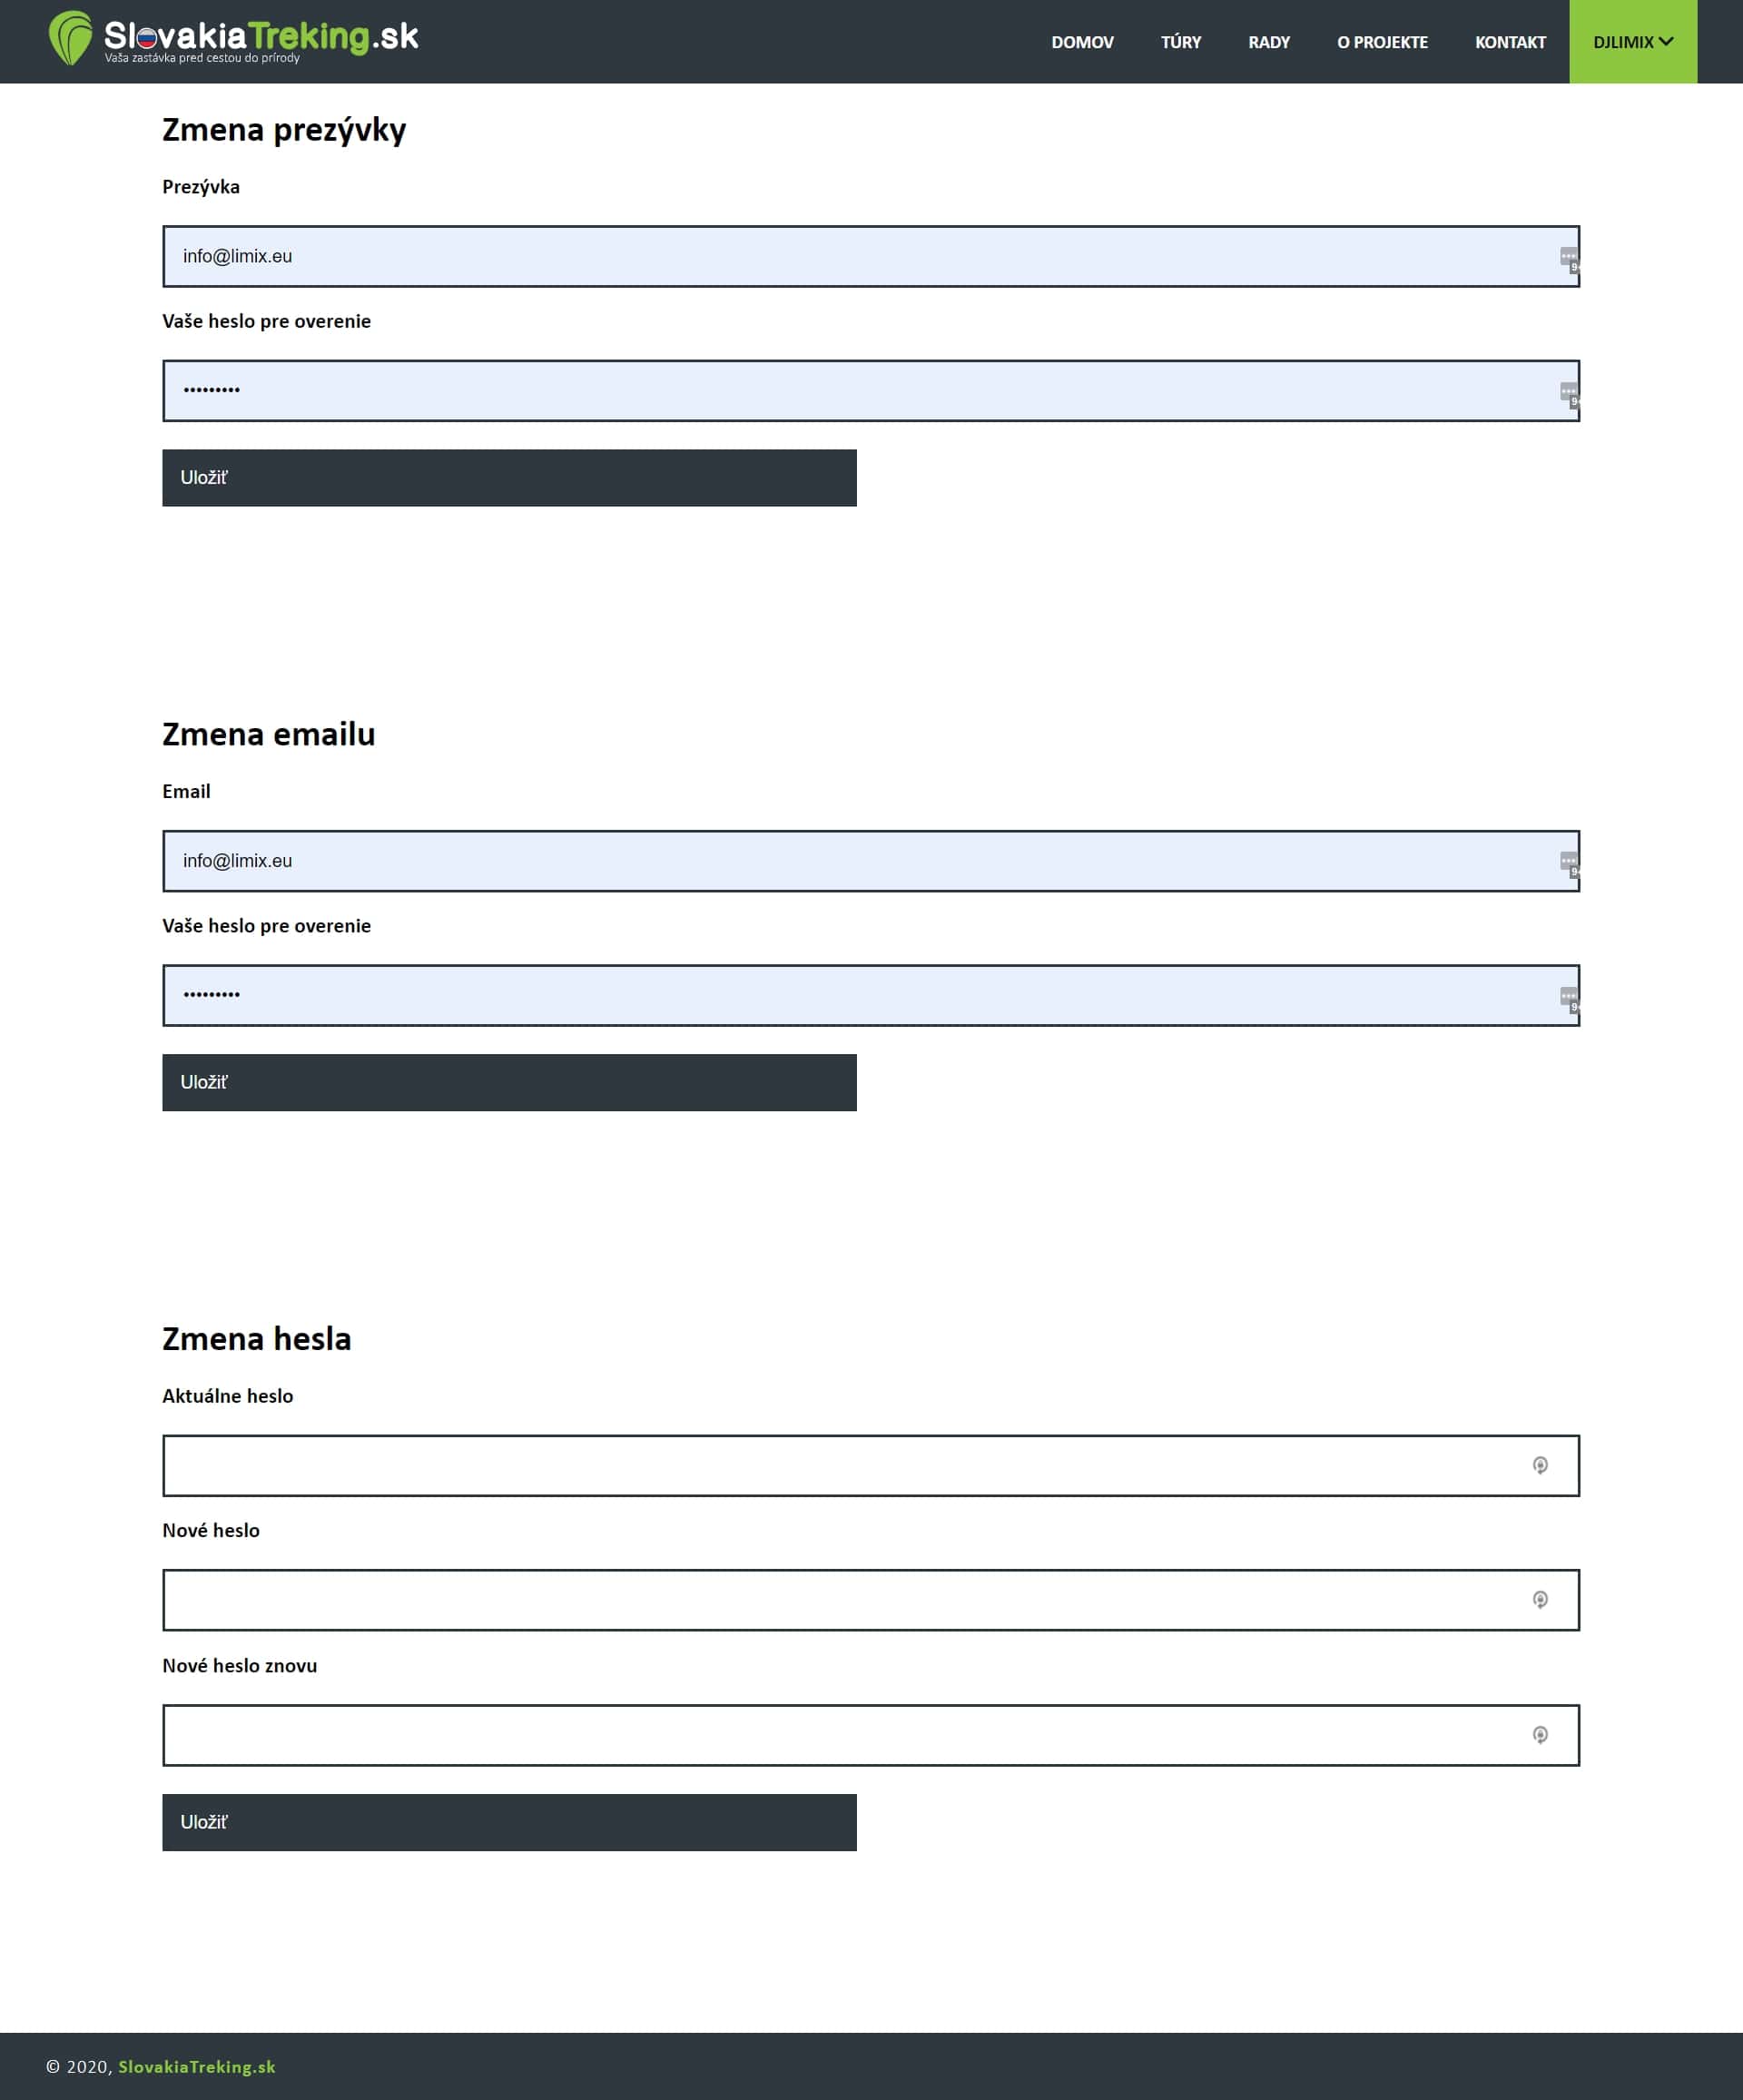 SlovakiaTreking.sk
Vaša zastávka pred cestou do prírody
DOMOV TÚRY RADY O PROJEKTE KONTAKT DJLIMIX
Zmena prezývky
Prezývka
info@limix.eu
Vaše heslo pre overenie
•••••••••
Uložiť
Zmena emailu
Email
info@limix.eu
Vaše heslo pre overenie
•••••••••
Uložiť
Zmena hesla
Aktuálne heslo
Nové heslo
Nové heslo znovu
Uložiť
© 2020, SlovakiaTreking.sk